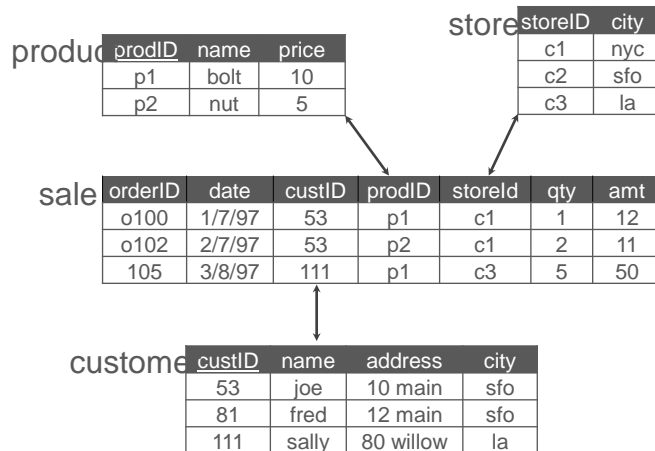 product
prodID name price
p1 bolt 10
p2 nut 5
store
storeID city
c1 nyc
c2 sfo
c3 la
sale
orderID date custID prodID storeId qty amt
o100 1/7/97 53 p1 c1 1 12
o102 2/7/97 53 p2 c1 2 11
105 3/8/97 111 p1 c3 5 50
custome
custID name address city
53 joe 10 main sfo
81 fred 12 main sfo
111 sally 80 willow la